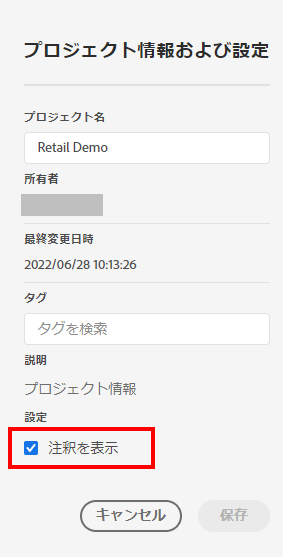 プロジェクト情報および設定
プロジェクト名
Retail Demo
所有者
最終変更日時
2022/06/28 10:13:26
タグ
タグを検索
説明
プロジェクト情報
設定
注釈を表示
キャンセル
保存